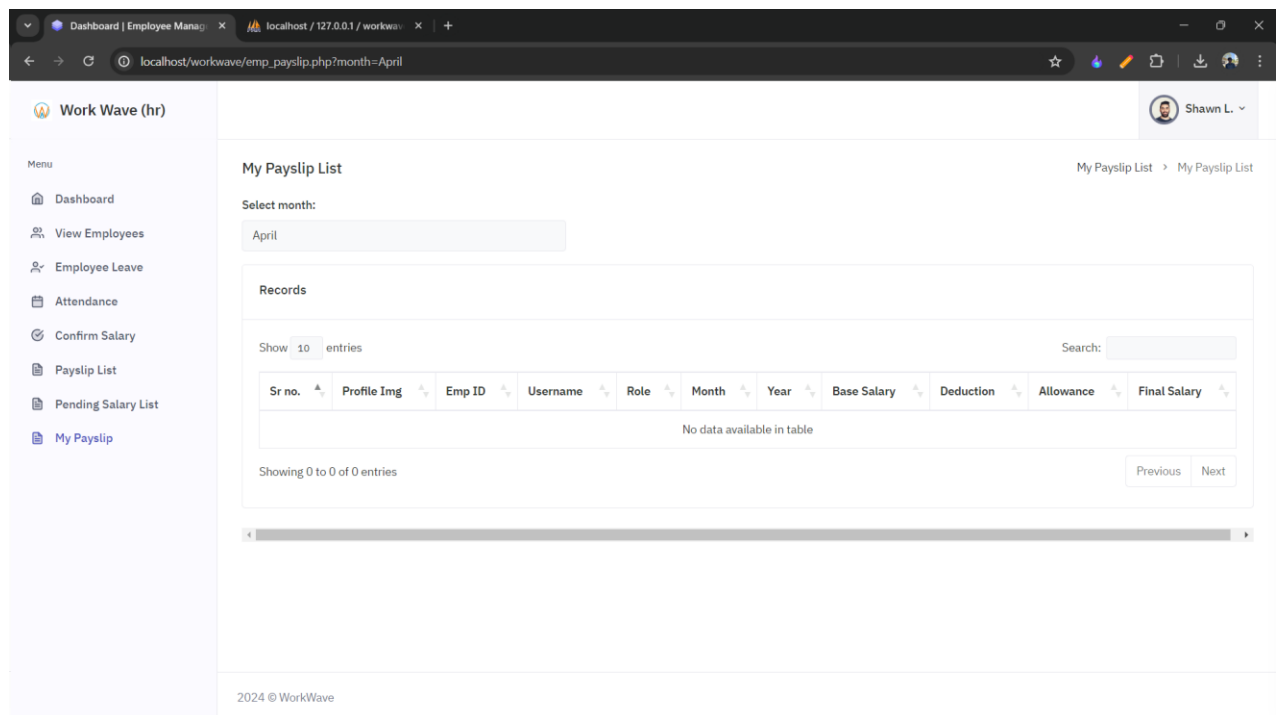 Dashboard | Employee Manag
localhost / 127.0.0.1 / workwav
localhost/workwave/emp_payslip.php?month=April
Work Wave (hr)
Shawn L.
Menu
Dashboard
View Employees
Employee Leave
Attendance
Confirm Salary
Payslip List
Pending Salary List
My Payslip
My Payslip List
My Payslip List > My Payslip List
Select month:
April
Records
Show 10 entries
Search:
Sr no. Profile Img Emp ID Username Role Month Year Base Salary Deduction Allowance Final Salary
No data available in table
Showing 0 to 0 of 0 entries
Previous Next
2024 © WorkWave